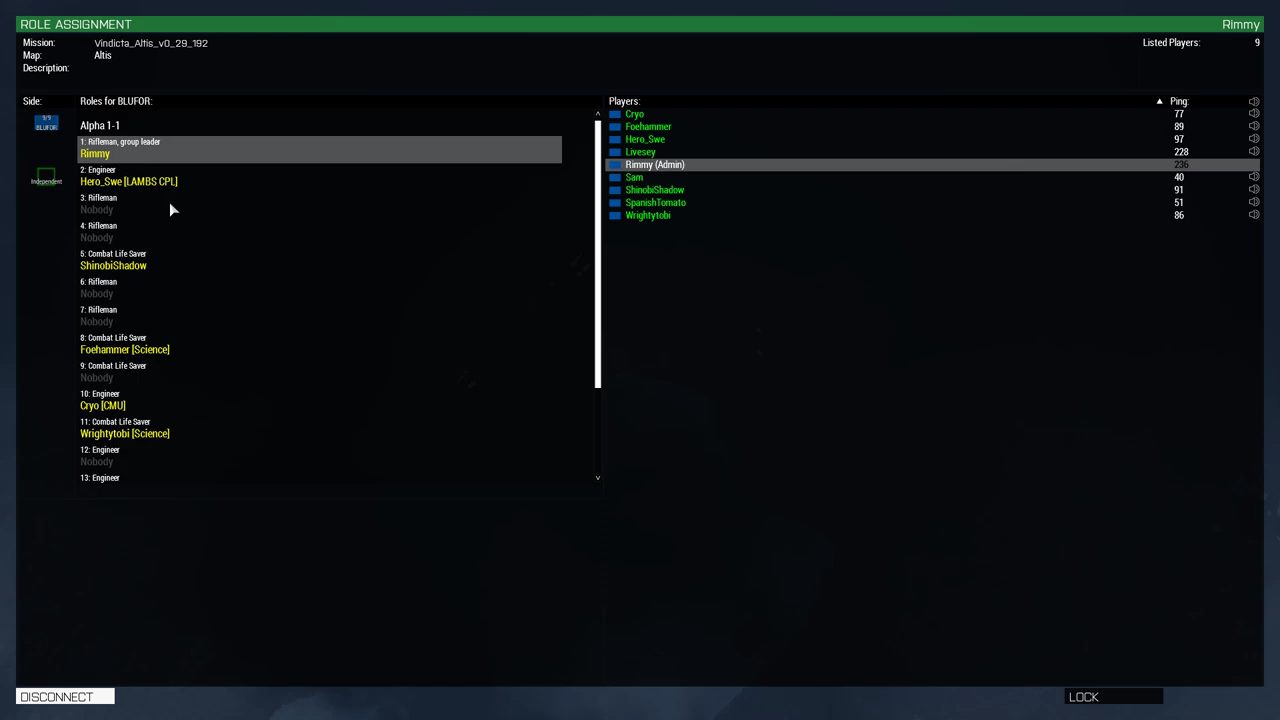 ROLE ASSIGNMENT
Rimmy
Mission: Vindicta_Altis_v0_29_192
Listed Players: 9
Map: Altis
Description:
Side:
9/9
BLUFOR
Independent
Roles for BLUFOR:
Alpha 1-1
1: Rifleman, group leader
Rimmy
2: Engineer
Hero_Swe [LAMBS CPL]
3: Rifleman
Nobody
4: Rifleman
Nobody
5: Combat Life Saver
ShinobiShadow
6: Rifleman
Nobody
7: Rifleman
Nobody
8: Combat Life Saver
Foehammer [Science]
9: Combat Life Saver
Nobody
10: Engineer
Cryo [CMU]
11: Combat Life Saver
Wrightytobi [Science]
12: Engineer
Nobody
13: Engineer
Players: Ping:
Cryo 77
Foehammer 89
Hero_Swe 97
Livesey 228
Rimmy (Admin) 236
Sam 40
ShinobiShadow 91
SpanishTomato 51
Wrightytobi 86
DISCONNECT
LOCK